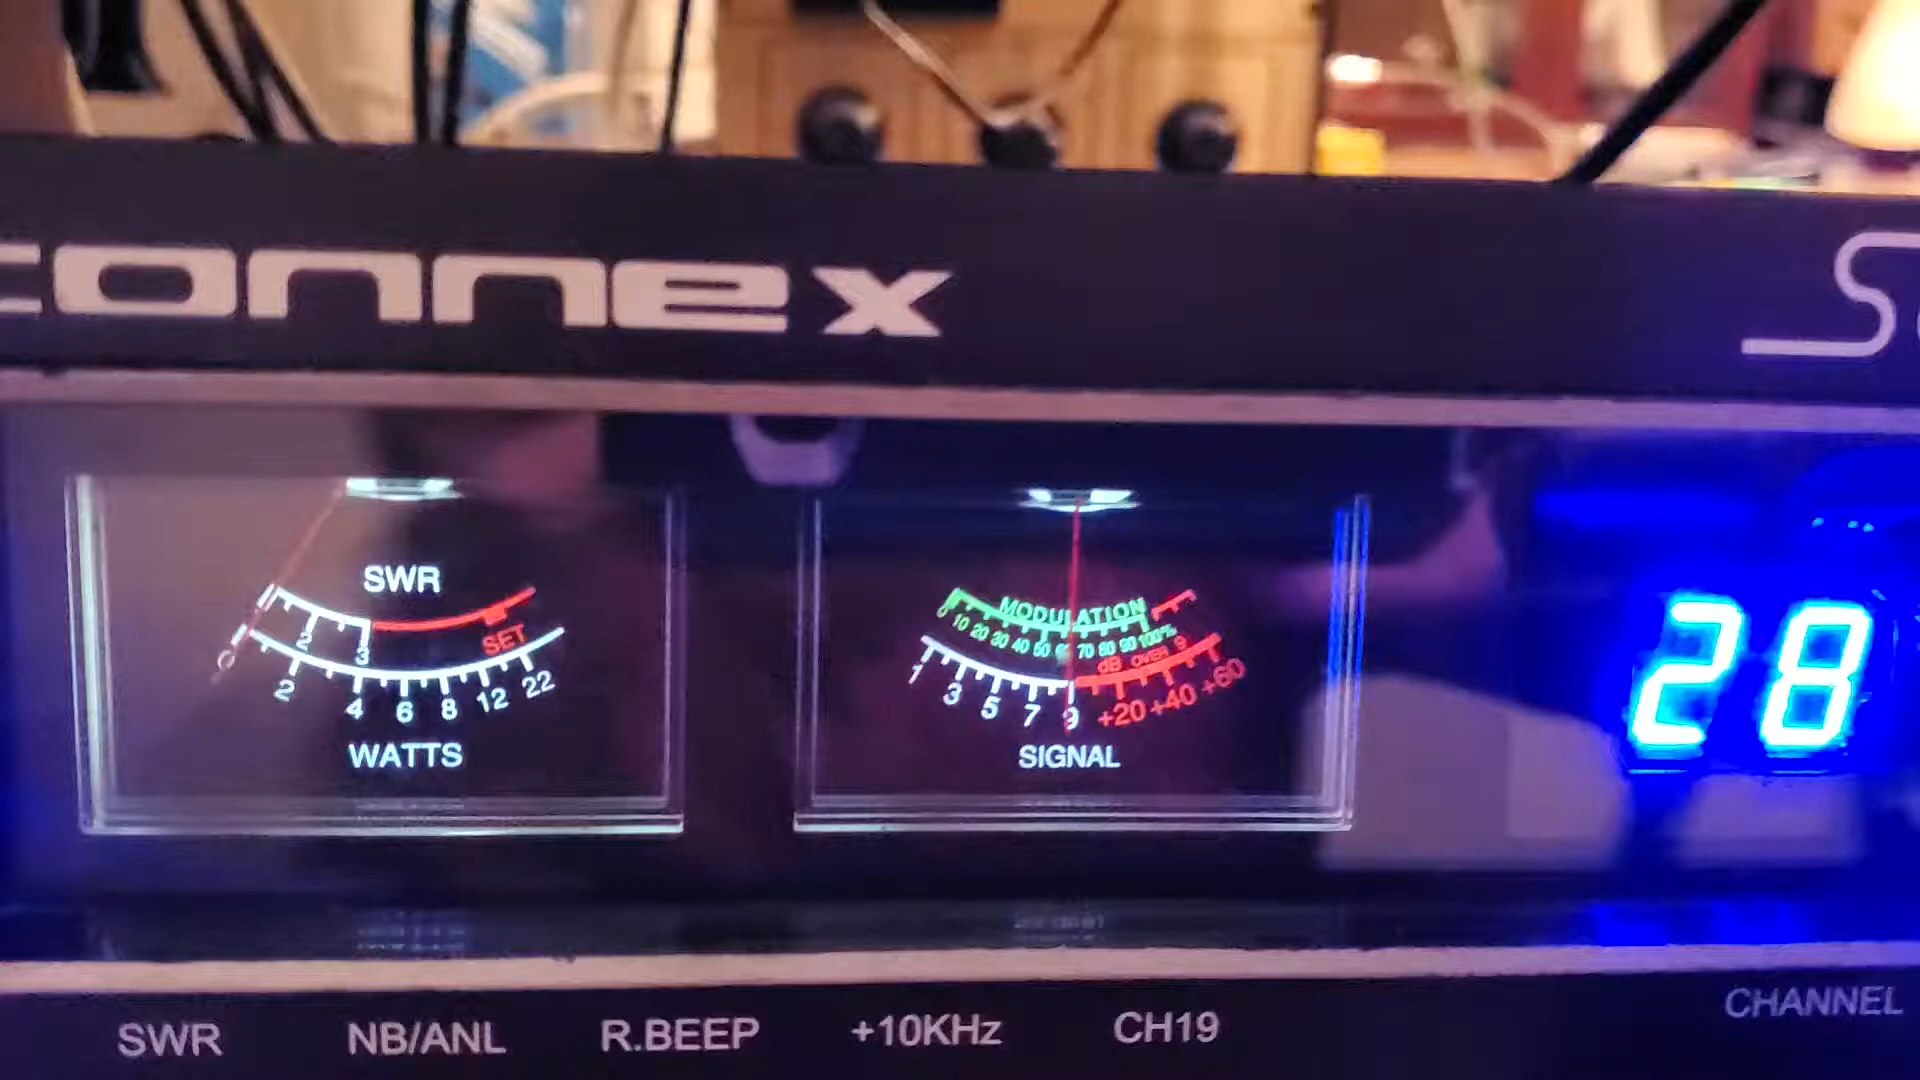 connex
SWR
2 3
SET
0 2 4 6 8 12 22
WATTS
MODULATION
0 10 20 30 40 50 60 70 80 90 100%
dB OVER 9
1 3 5 7 9 +20 +40 +60
SIGNAL
28
SWR NB/ANL R.BEEP +10KHz CH19 CHANNEL